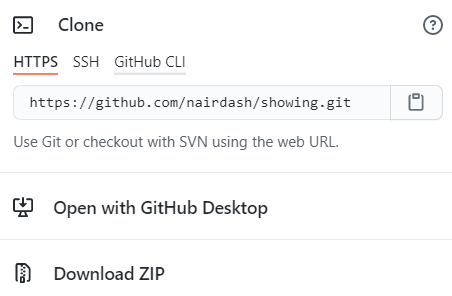 Clone
HTTPS SSH GitHub CLI
https://github.com/nairdash/showing.git
Use Git or checkout with SVN using the web URL.
Open with GitHub Desktop
Download ZIP